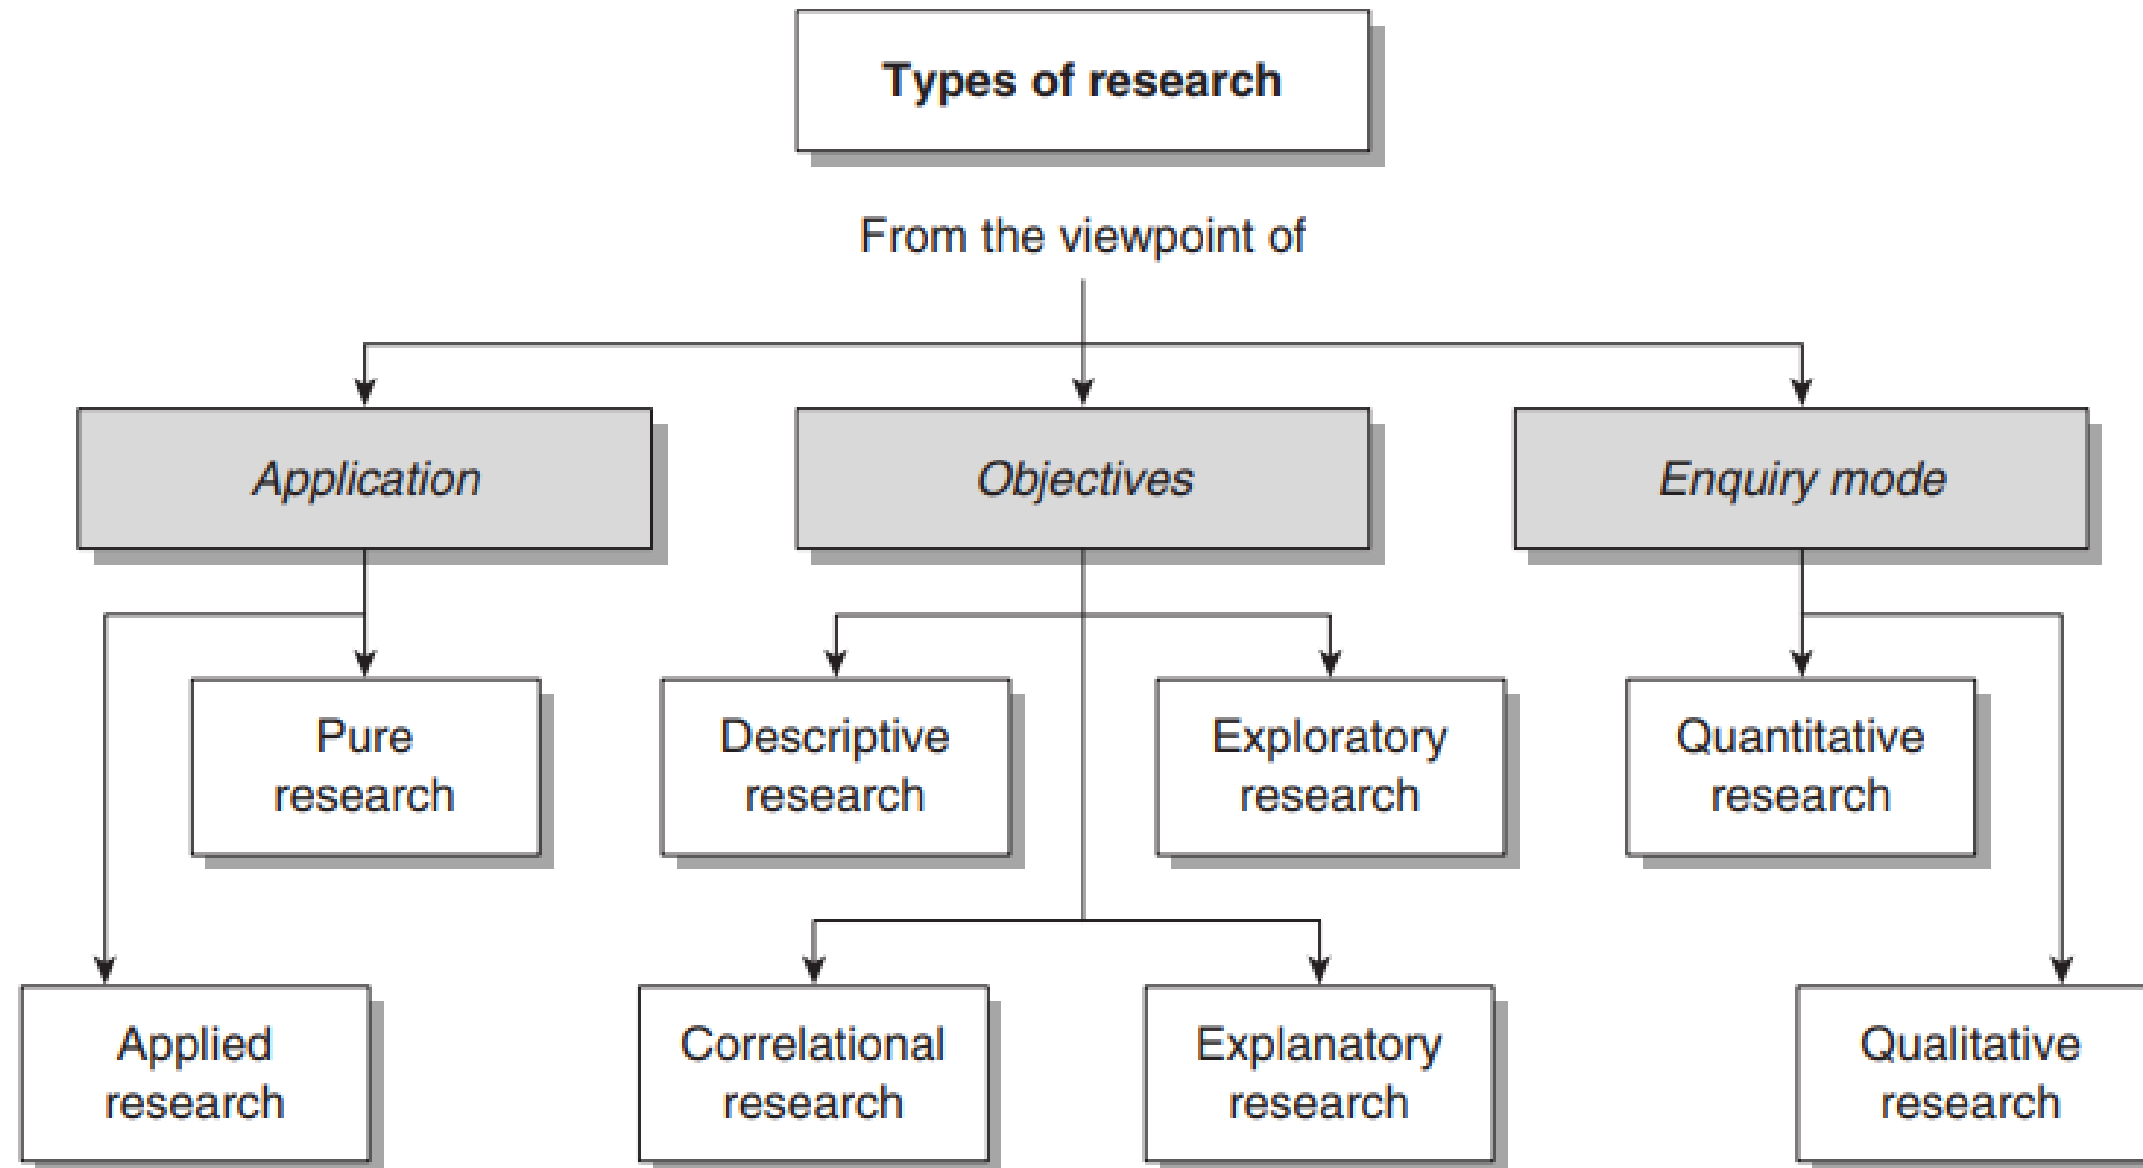 Types of research
From the viewpoint of
Application
Objectives
Enquiry mode
Pure
research
Descriptive
research
Exploratory
research
Quantitative
research
Applied
research
Correlational
research
Explanatory
research
Qualitative
research